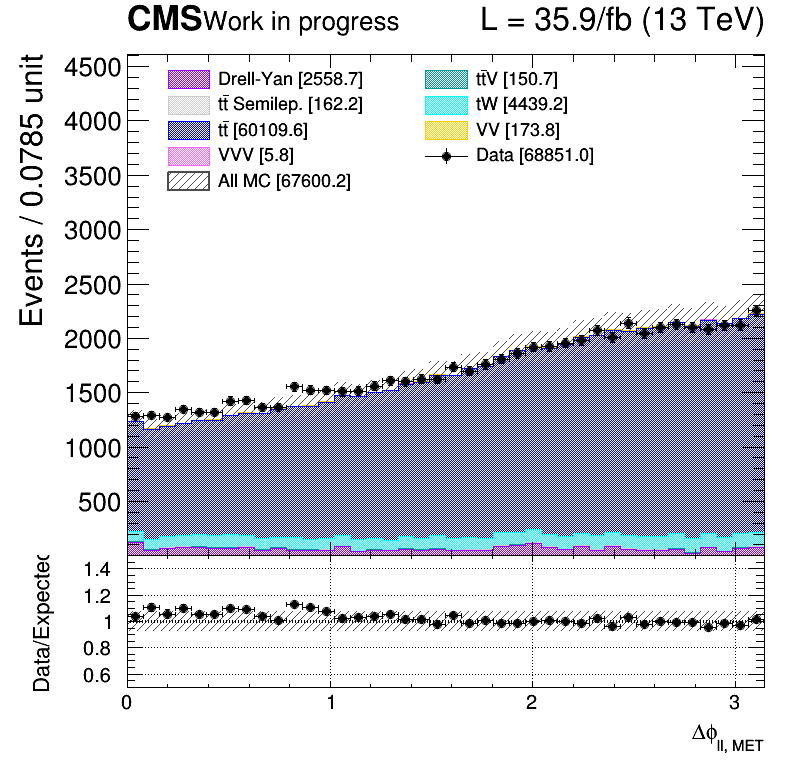 CMS Work in progress L = 35.9/fb (13 TeV)
Events / 0.0785 unit
4500
4000
3500
3000
2500
2000
1500
1000
500
Drell-Yan [2558.7]
tt̄ Semilep. [162.2]
tt̄ [60109.6]
VVV [5.8]
All MC [67600.2]
tt̄V [150.7]
tW [4439.2]
VV [173.8]
Data [68851.0]
Data/Expected
1.4
1.2
1
0.8
0.6
0 1 2 3
Δϕll, MET